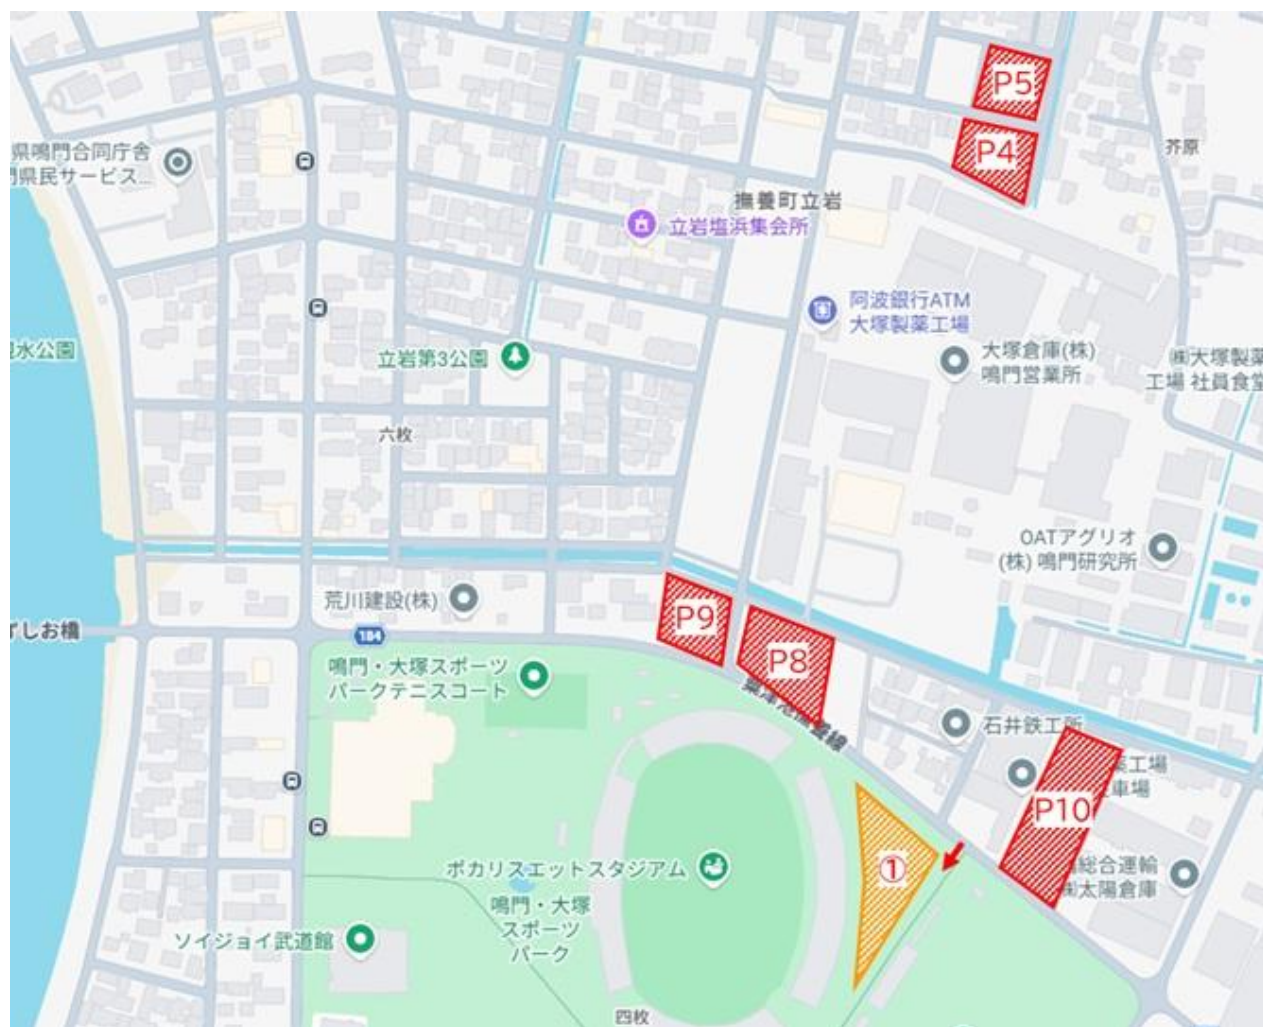 P5
県鳴門合同庁舎
県民サービス...
P4
芥原
撫養町立岩
立岩塩浜集会所
阿波銀行ATM
大塚製薬工場
水公園
立岩第3公園
大塚倉庫(株)
鳴門営業所
㈱大塚製薬
工場 社員食堂
六枚
OATアグリオ
(株) 鳴門研究所
荒川建設(株)
P9
しお橋
184
P8
鳴門・大塚スポーツ
パークテニスコート
石井鉄工所
工場
車場
P10
ポカリスエットスタジアム
①
総合運輸
㈱太陽倉庫
鳴門・大塚
スポーツ
パーク
ソイジョイ武道館
四枚